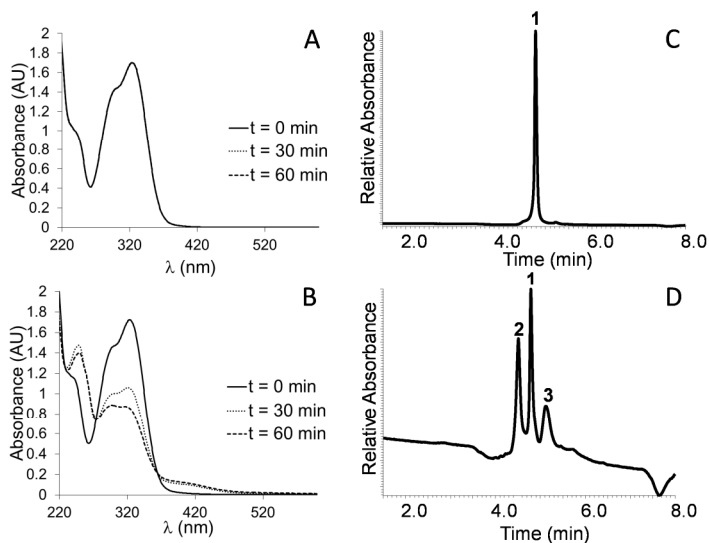 A
Absorbance (AU)
2
1.8
1.6
1.4
1.2
1
0.8
0.6
0.4
0.2
0
220
320
420
520
λ (nm)
t = 0 min
t = 30 min
t = 60 min
C
1
Relative Absorbance
2.0
4.0
6.0
8.0
Time (min)
B
Absorbance (AU)
2
1.8
1.6
1.4
1.2
1
0.8
0.6
0.4
0.2
0
220
320
420
520
λ (nm)
t = 0 min
t = 30 min
t = 60 min
D
1
2
3
Relative Absorbance
2.0
4.0
6.0
8.0
Time (min)